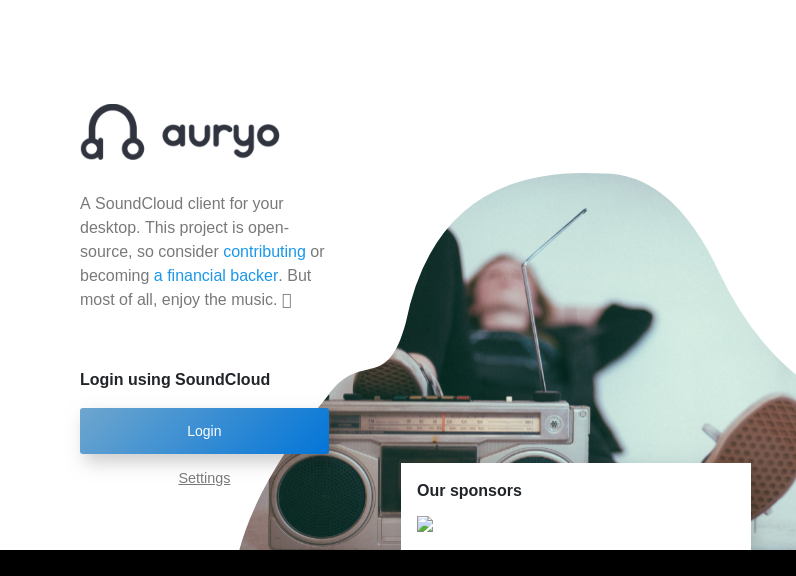 auryo
A SoundCloud client for your
desktop. This project is open-
source, so consider contributing or
becoming a financial backer. But
most of all, enjoy the music.
Login using SoundCloud
Login
Settings
Our sponsors